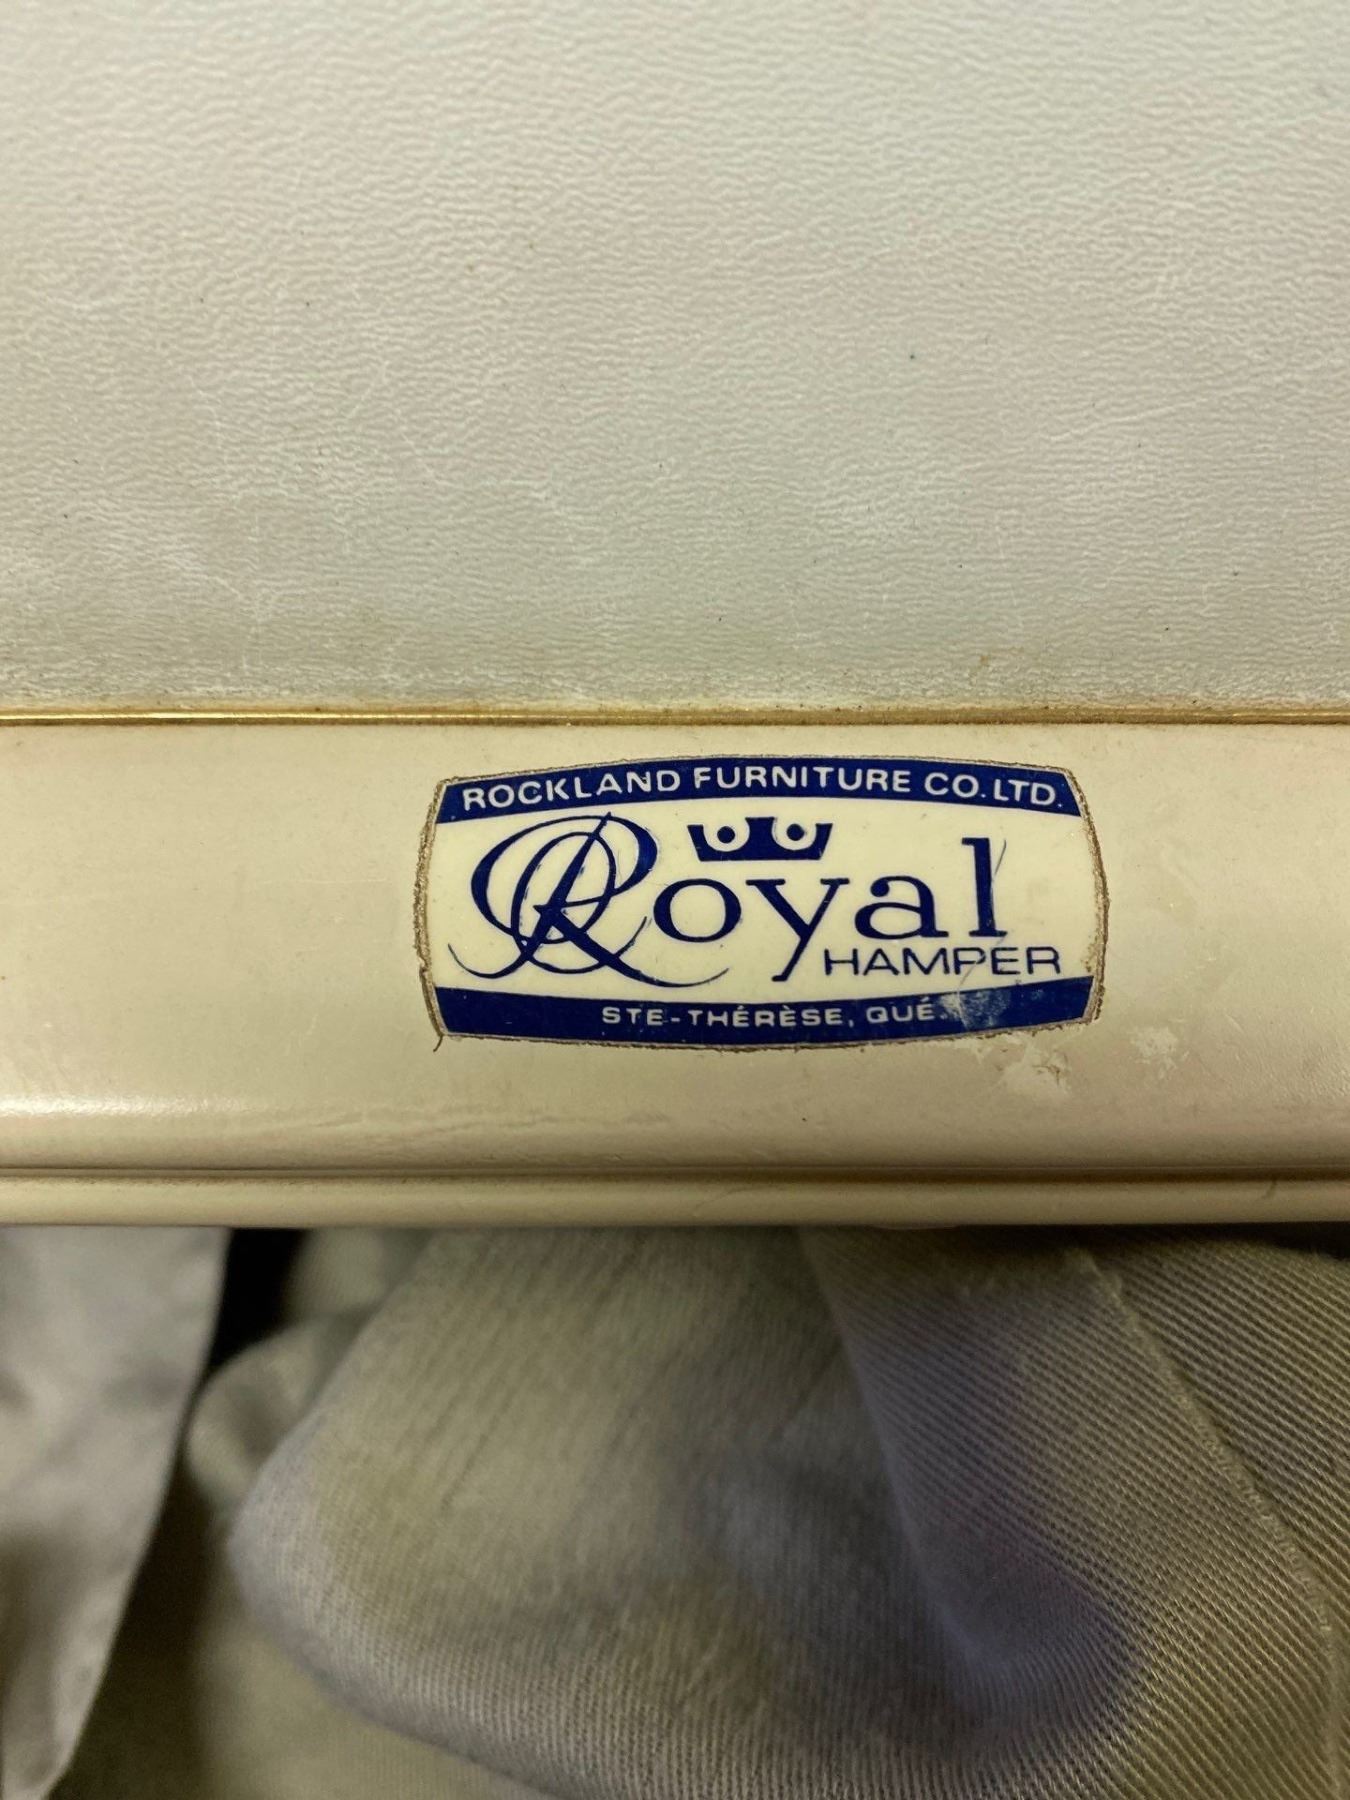 ROCKLAND FURNITURE CO. LTD.
Royal
HAMPER
STE-THÉRÈSE, QUÉ.